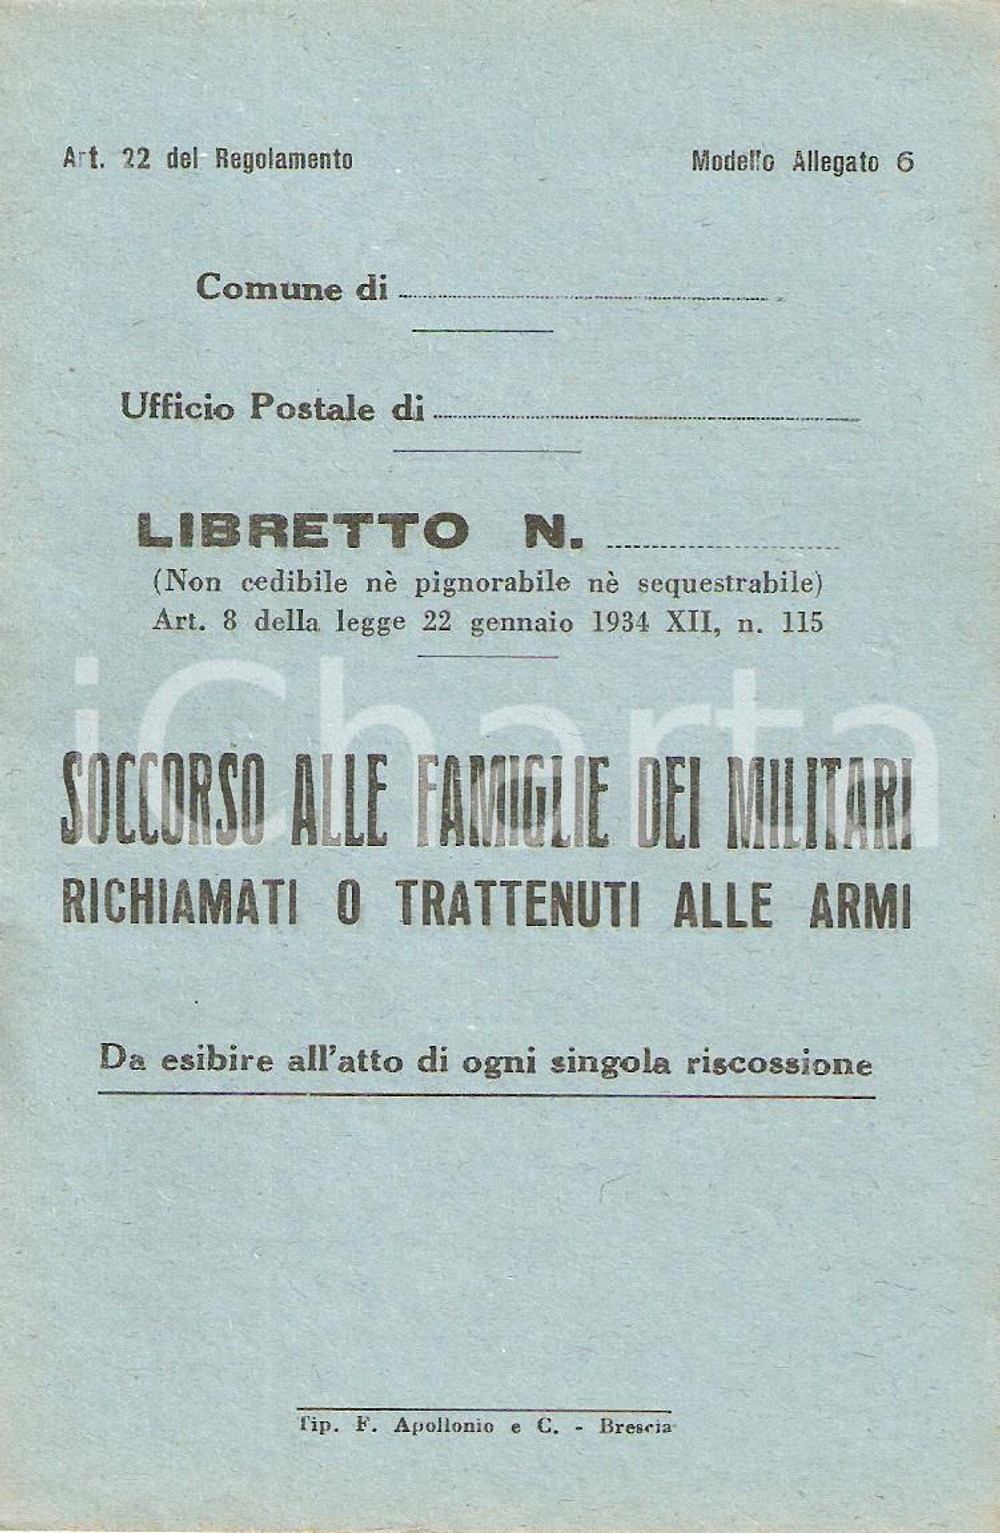 Art. 22 del Regolamento
Modello Allegato 6
Comune di
Ufficio Postale di
LIBRETTO N.
(Non cedibile nè pignorabile nè sequestrabile)
Art. 8 della legge 22 gennaio 1934 XII, n. 115
iCharta
SOCCORSO ALLE FAMIGLIE DEI MILITARI
RICHIAMATI O TRATTENUTI ALLE ARMI
Da esibire all'atto di ogni singola riscossione
Tip. F. Apollonio e C. - Brescia